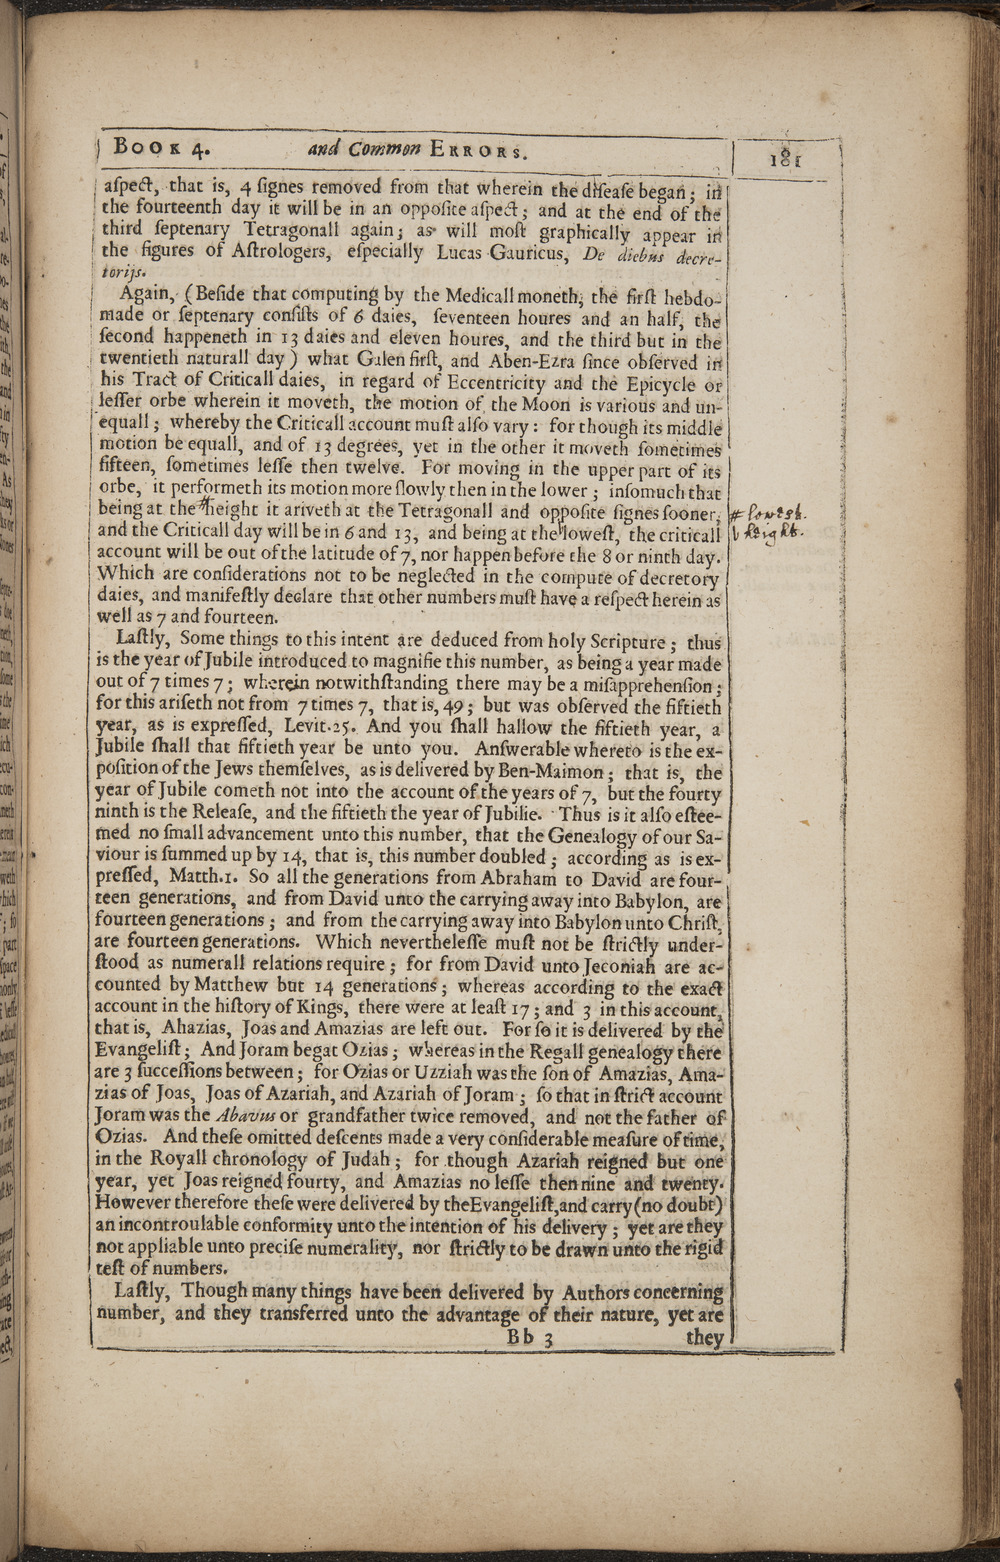 BOOK 4. and Common ERRORS. 181
aſpect, that is, 4 ſignes removed from that wherein the diſeaſe began; in
the fourteenth day it will be in an oppoſite aſpect; and at the end of the
third ſeptenary Tetragonall again; as will moſt graphically appear in
the figures of Aſtrologers, eſpecially Lucas Gauricus, De diebus decre-
torijs.
Again, (Beſide that computing by the Medicall moneth, the firſt hebdo-
made or ſeptenary conſiſts of 6 daies, ſeventeen houres and an half, the
ſecond happeneth in 13 daies and eleven houres, and the third but in the
twentieth naturall day) what Galen firſt, and Aben-Ezra ſince obſerved in
his Tract of Criticall daies, in regard of Eccentricity and the Epicycle or
leſſer orbe wherein it moveth, the motion of the Moon is various and un-
equall; whereby the Criticall account muſt alſo vary: for though its middle
motion be equall, and of 13 degrees, yet in the other it moveth ſometimes
fifteen, ſometimes leſſe then twelve. For moving in the upper part of its
orbe, it performeth its motion more ſlowly then in the lower; inſomuch that
being at the #height it ariveth at the Tetragonall and oppoſite ſignes ſooner, # lowest.
and the Criticall day will be in 6 and 13, and being at the loweſt, the criticall height.
account will be out of the latitude of 7, nor happen before the 8 or ninth day.
Which are conſiderations not to be neglected in the compute of decretory
daies, and manifeſtly declare that other numbers muſt have a reſpect herein as
well as 7 and fourteen.
Laſtly, Some things to this intent are deduced from holy Scripture; thus
is the year of Jubile introduced to magnifie this number, as being a year made
out of 7 times 7; wherein notwithſtanding there may be a miſapprehenſion;
for this ariſeth not from 7 times 7, that is, 49; but was obſerved the fiftieth
year, as is expreſſed, Levit.25. And you ſhall hallow the fiftieth year, a
Jubile ſhall that fiftieth year be unto you. Anſwerable whereto is the ex-
poſition of the Jews themſelves, as is delivered by Ben-Maimon; that is, the
year of Jubile cometh not into the account of the years of 7, but the fourty
ninth is the Releaſe, and the fiftieth the year of Jubilie. Thus is it alſo eſtee-
med no ſmall advancement unto this number, that the Genealogy of our Sa-
viour is ſummed up by 14, that is, this number doubled; according as is ex-
preſſed, Matth.1. So all the generations from Abraham to David are four-
teen generations, and from David unto the carrying away into Babylon, are
fourteen generations; and from the carrying away into Babylon unto Chriſt,
are fourteen generations. Which nevertheleſſe muſt not be ſtrictly under-
ſtood as numerall relations require; for from David unto Jeconiah are ac-
counted by Matthew but 14 generations; whereas according to the exact
account in the hiſtory of Kings, there were at leaſt 17; and 3 in this account,
that is, Ahazias, Joas and Amazias are left out. For ſo it is delivered by the
Evangeliſt; And Joram begat Ozias; whereas in the Regall genealogy there
are 3 ſucceſſions between; for Ozias or Uzziah was the ſon of Amazias, Ama-
zias of Joas, Joas of Azariah, and Azariah of Joram; ſo that in ſtrict account
Joram was the Abavus or grandfather twice removed, and not the father of
Ozias. And theſe omitted deſcents made a very conſiderable meaſure of time,
in the Royall chronology of Judah; for though Azariah reigned but one
year, yet Joas reigned fourty, and Amazias no leſſe then nine and twenty.
However therefore theſe were delivered by the Evangeliſt, and carry (no doubt)
an incontroulable conformity unto the intention of his delivery; yet are they
not appliable unto preciſe numerality, nor ſtrictly to be drawn unto the rigid
teſt of numbers.
Laſtly, Though many things have been delivered by Authors concerning
number, and they transferred unto the advantage of their nature, yet are
Bb 3 they